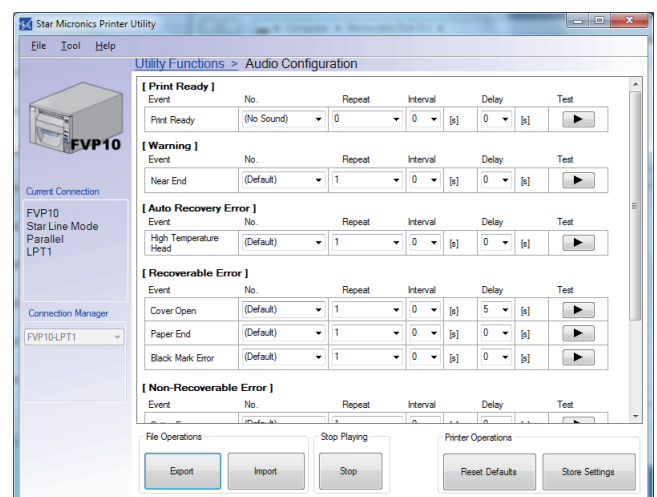 Star Micronics Printer Utility
File Tool Help
Utility Functions > Audio Configuration
FVP10
Current Connection
FVP10
Star Line Mode
Parallel
LPT1
Connection Manager
FVP10-LPT1
[ Print Ready ]
Event No. Repeat Interval Delay Test
Print Ready (No Sound) 0 0 [s] 0 [s]
[ Warning ]
Event No. Repeat Interval Delay Test
Near End (Default) 1 0 [s] 0 [s]
[ Auto Recovery Error ]
Event No. Repeat Interval Delay Test
High Temperature
Head (Default) 1 0 [s] 0 [s]
[ Recoverable Error ]
Event No. Repeat Interval Delay Test
Cover Open (Default) 1 0 [s] 5 [s]
Paper End (Default) 1 0 [s] 0 [s]
Black Mark Error (Default) 1 0 [s] 0 [s]
[ Non-Recoverable Error ]
Event No. Repeat Interval Delay Test
File Operations Stop Playing Printer Operations
Export Import Stop Reset Defaults Store Settings